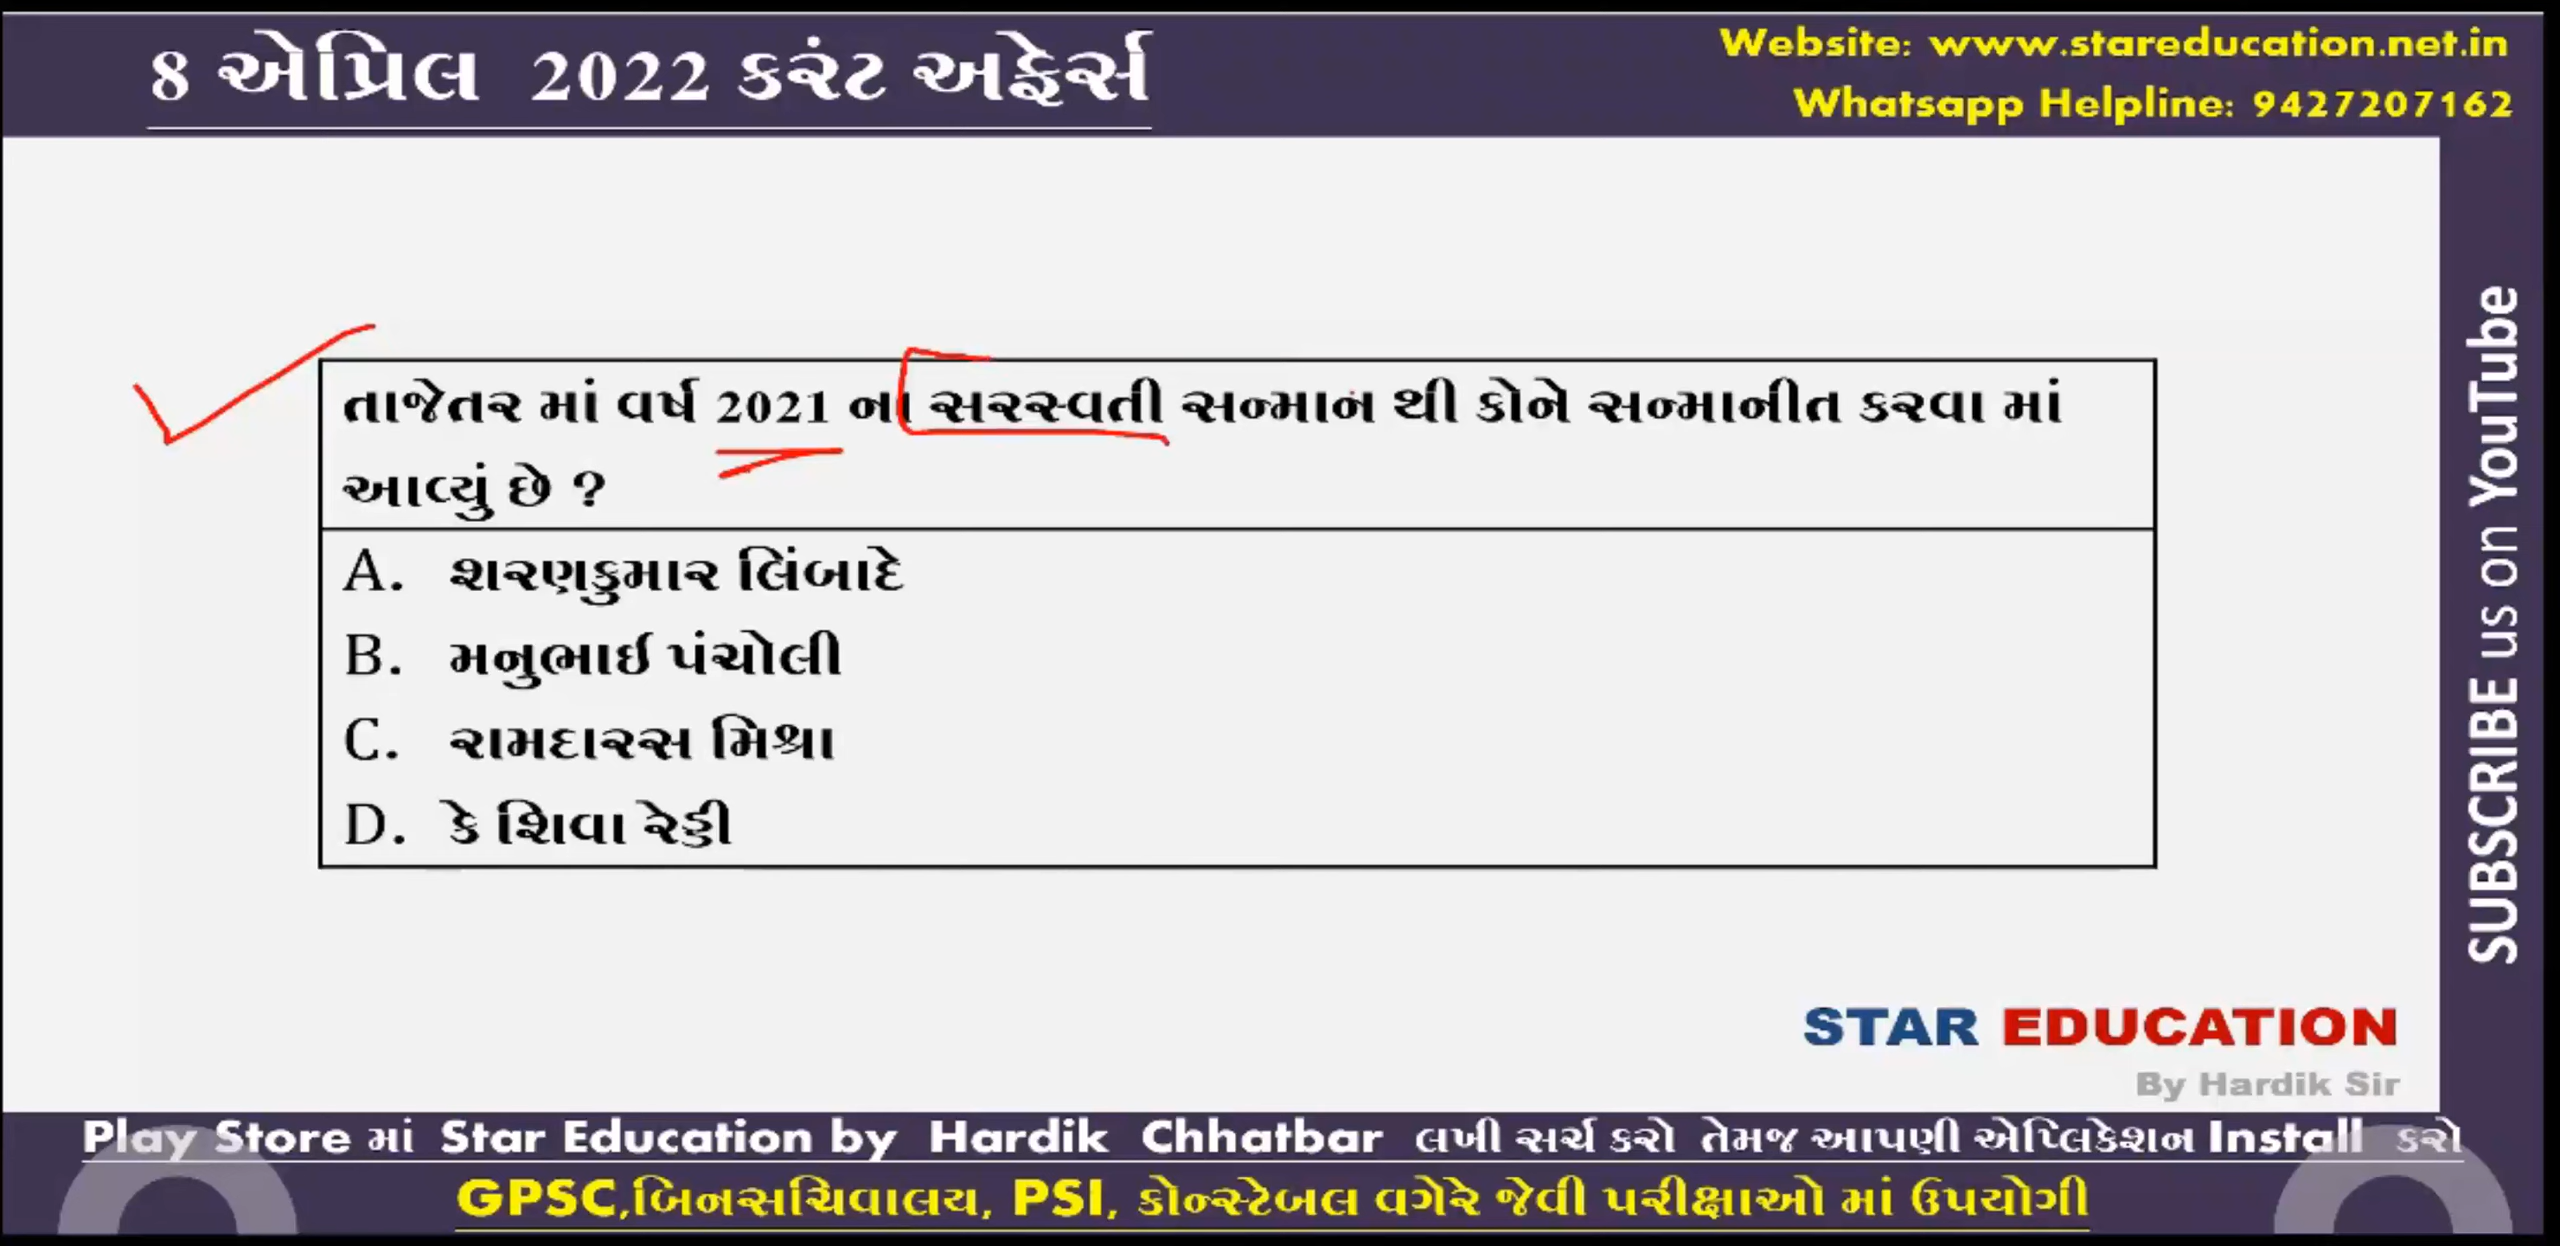 8 એપ્રિલ 2022 કરંટ અફેર્સ
Website: www.stareducation.net.in
Whatsapp Helpline: 9427207162
તાજેતર માં વર્ષ 2021 ના સરસ્વતી સન્માન થી કોને સન્માનીત કરવા માં
આવ્યું છે ?
A. શરણકુમાર લિંબાદે
B. મનુભાઈ પંચોલી
C. રામદારસ મિશ્રા
D. કે શિવા રેડ્ડી
SUBSCRIBE us on YouTube
STAR EDUCATION
By Hardik Sir
Play Store માં Star Education by Hardik Chhatbar લખી સર્ચ કરો તેમજ આપણી એપ્લિકેશન Install કરો
GPSC,બિનસચિવાલય, PSI, કોન્સ્ટેબલ વગેરે જેવી પરીક્ષાઓ માં ઉપયોગી